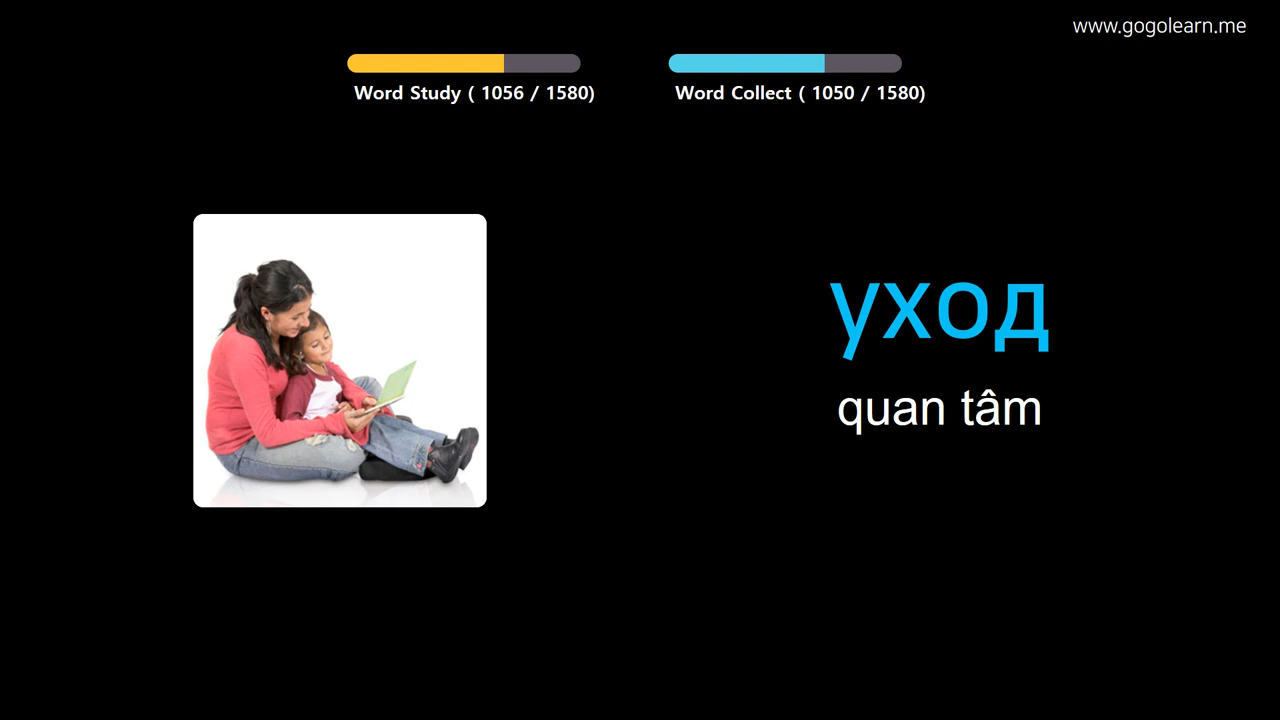 www.gogolearn.me
Word Study ( 1056 / 1580)
Word Collect ( 1050 / 1580)
уход
quan tâm